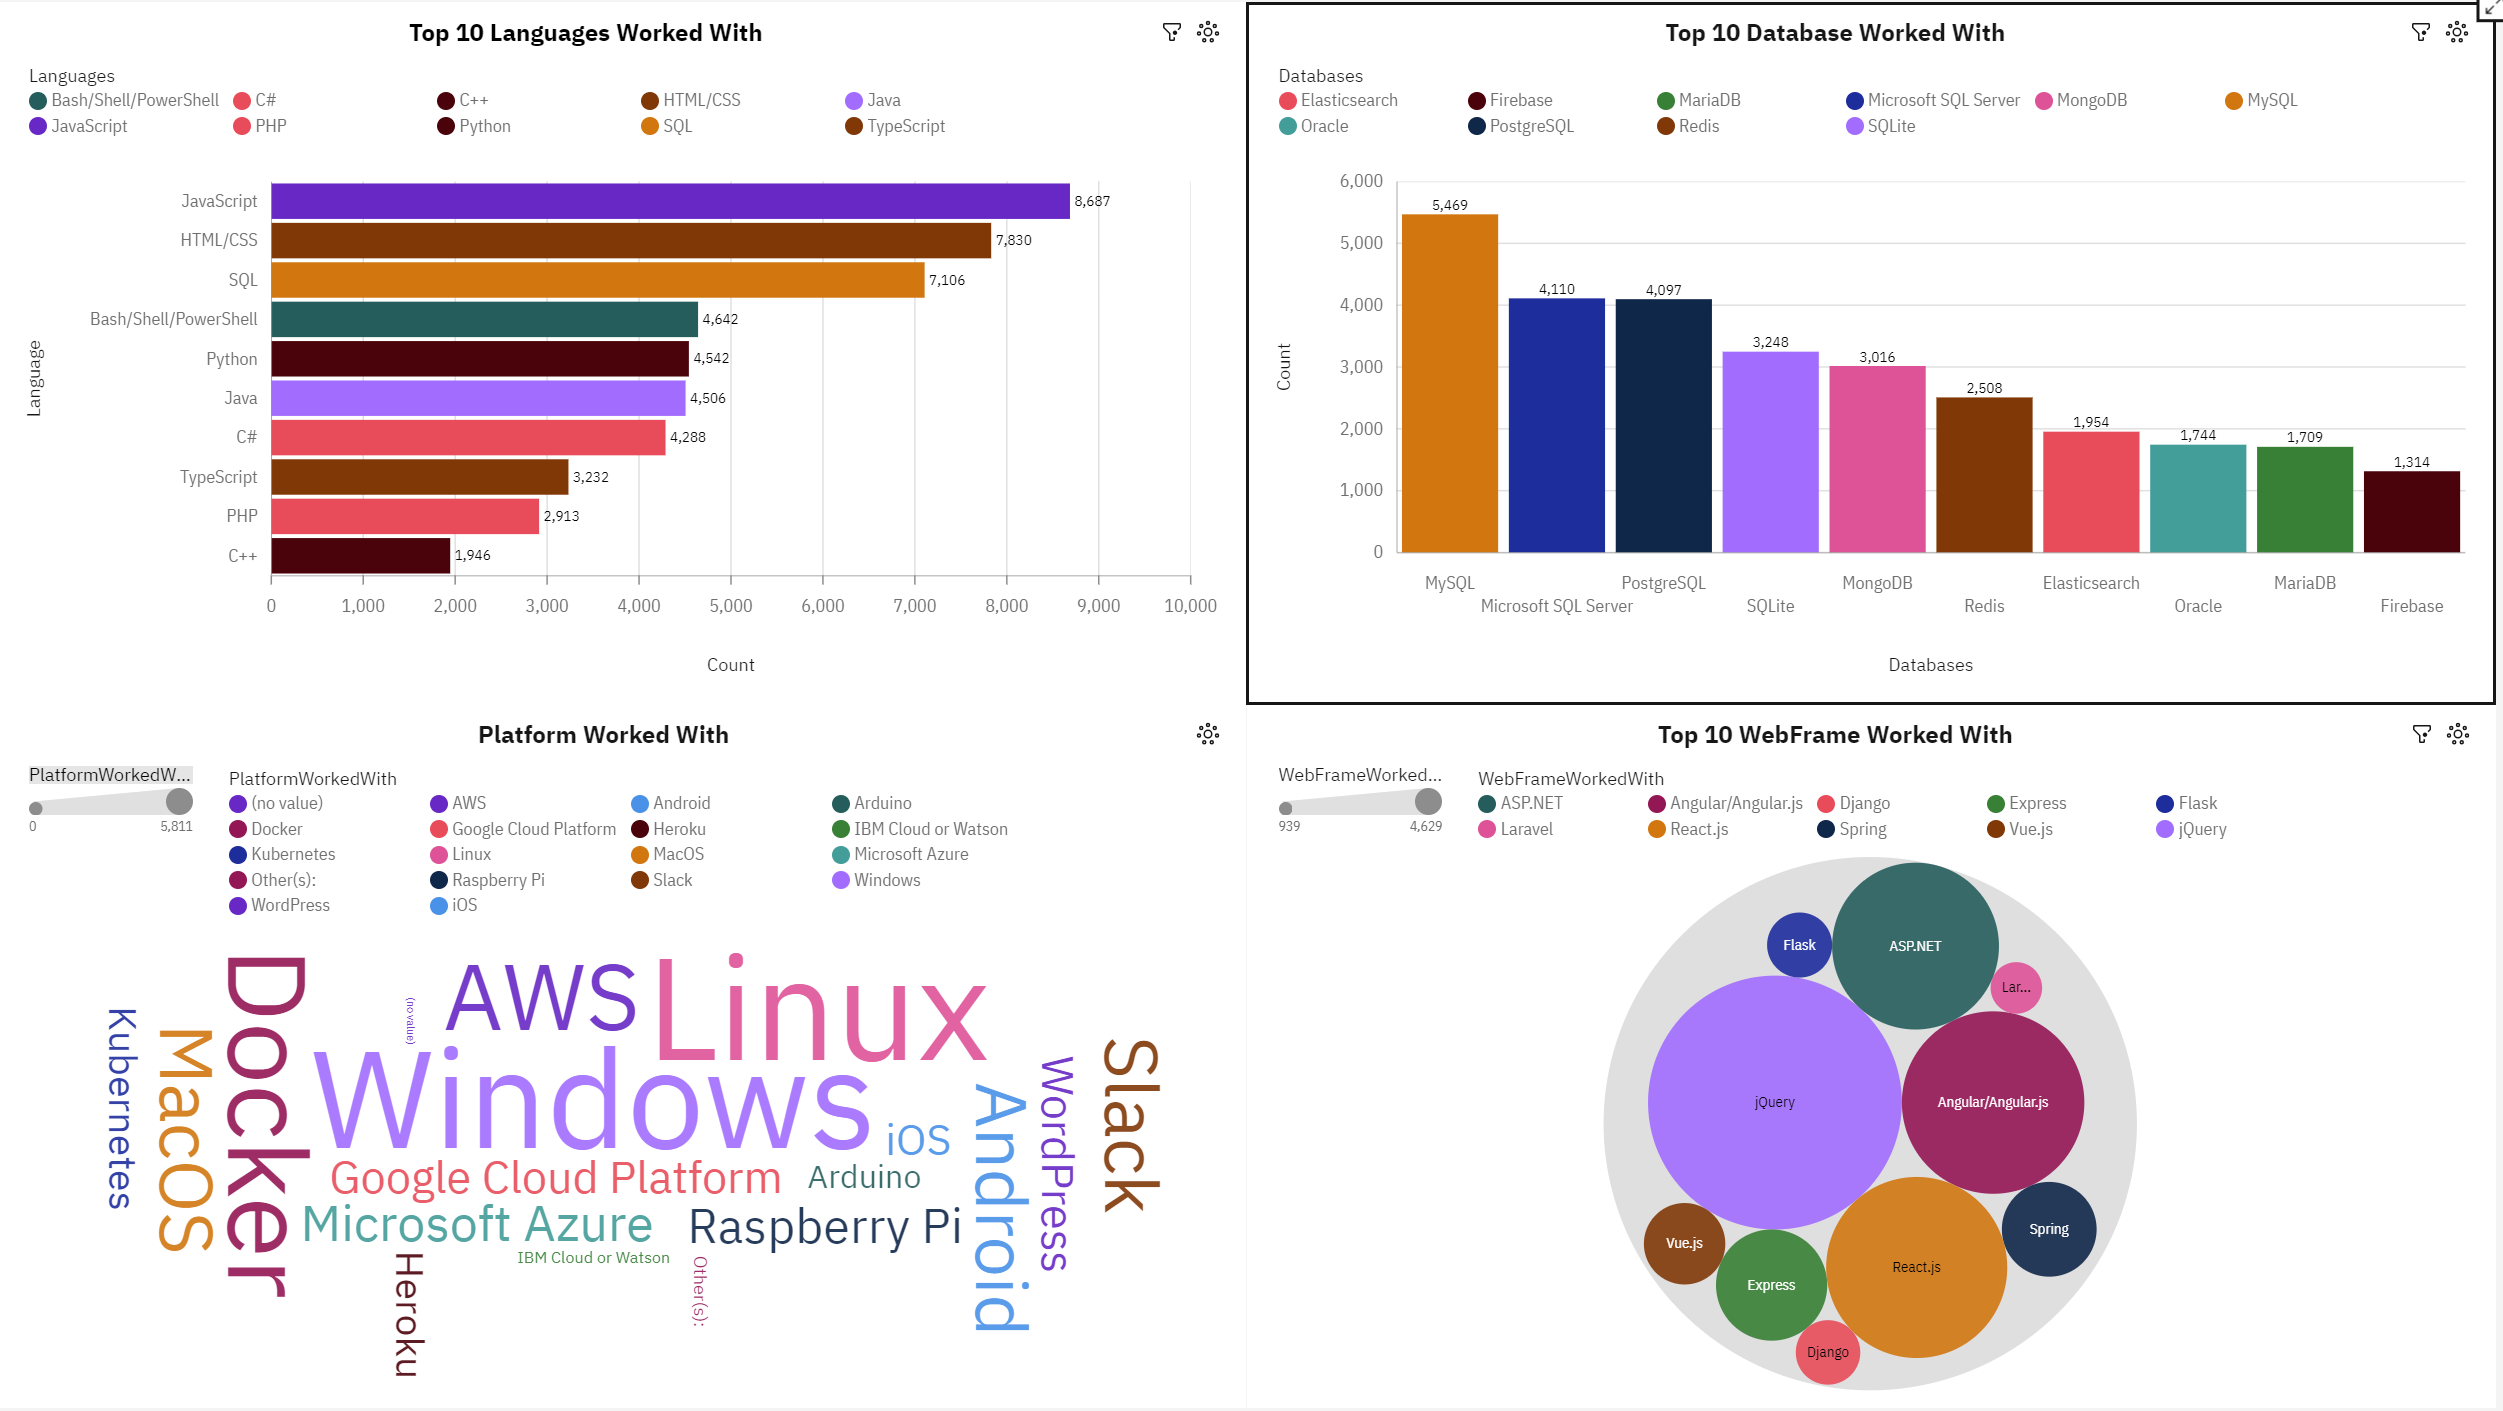 Top 10 Languages Worked With
Languages
Bash/Shell/PowerShell C# C++ HTML/CSS Java
JavaScript PHP Python SQL TypeScript
Language
JavaScript 8,687
HTML/CSS 7,830
SQL 7,106
Bash/Shell/PowerShell 4,642
Python 4,542
Java 4,506
C# 4,288
TypeScript 3,232
PHP 2,913
C++ 1,946
0 1,000 2,000 3,000 4,000 5,000 6,000 7,000 8,000 9,000 10,000
Count
Top 10 Database Worked With
Databases
Elasticsearch Firebase MariaDB Microsoft SQL Server MongoDB MySQL
Oracle PostgreSQL Redis SQLite
Count
6,000
5,000
4,000
3,000
2,000
1,000
0
5,469 4,110 4,097 3,248 3,016 2,508 1,954 1,744 1,709 1,314
MySQL PostgreSQL MongoDB Elasticsearch MariaDB
Microsoft SQL Server SQLite Redis Oracle Firebase
Databases
Platform Worked With
PlatformWorkedW...
0 5,811
PlatformWorkedWith
(no value) AWS Android Arduino
Docker Google Cloud Platform Heroku IBM Cloud or Watson
Kubernetes Linux MacOS Microsoft Azure
Other(s): Raspberry Pi Slack Windows
WordPress iOS
Kubernetes
MacOS
Docker
(no value)
AWS
Linux
Windows
iOS
Google Cloud Platform
Arduino
Microsoft Azure
Raspberry Pi
IBM Cloud or Watson
Heroku
Other(s):
Android
WordPress
Slack
Top 10 WebFrame Worked With
WebFrameWorked...
939 4,629
WebFrameWorkedWith
ASP.NET Angular/Angular.js Django Express Flask
Laravel React.js Spring Vue.js jQuery
Flask
ASP.NET
Lar...
jQuery
Angular/Angular.js
Vue.js
Spring
Express
React.js
Django